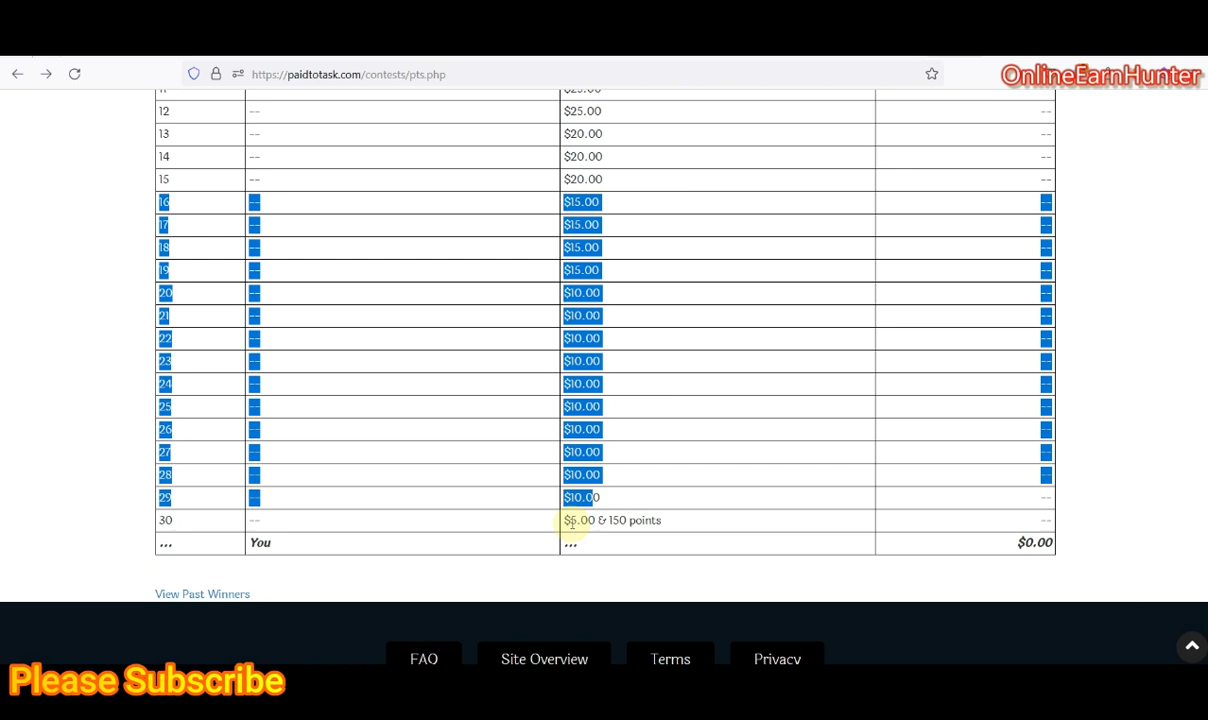 https://paidtotask.com/contests/pts.php
OnlineEarnHunter
12 -- $25.00 --
13 -- $20.00 --
14 -- $20.00 --
15 -- $20.00 --
16 -- $15.00 --
17 -- $15.00 --
18 -- $15.00 --
19 -- $15.00 --
20 -- $10.00 --
21 -- $10.00 --
22 -- $10.00 --
23 -- $10.00 --
24 -- $10.00 --
25 -- $10.00 --
26 -- $10.00 --
27 -- $10.00 --
28 -- $10.00 --
29 -- $10.00 --
30 -- $5.00 & 150 points --
... You ... $0.00
View Past Winners
FAQ Site Overview Terms Privacy
Please Subscribe